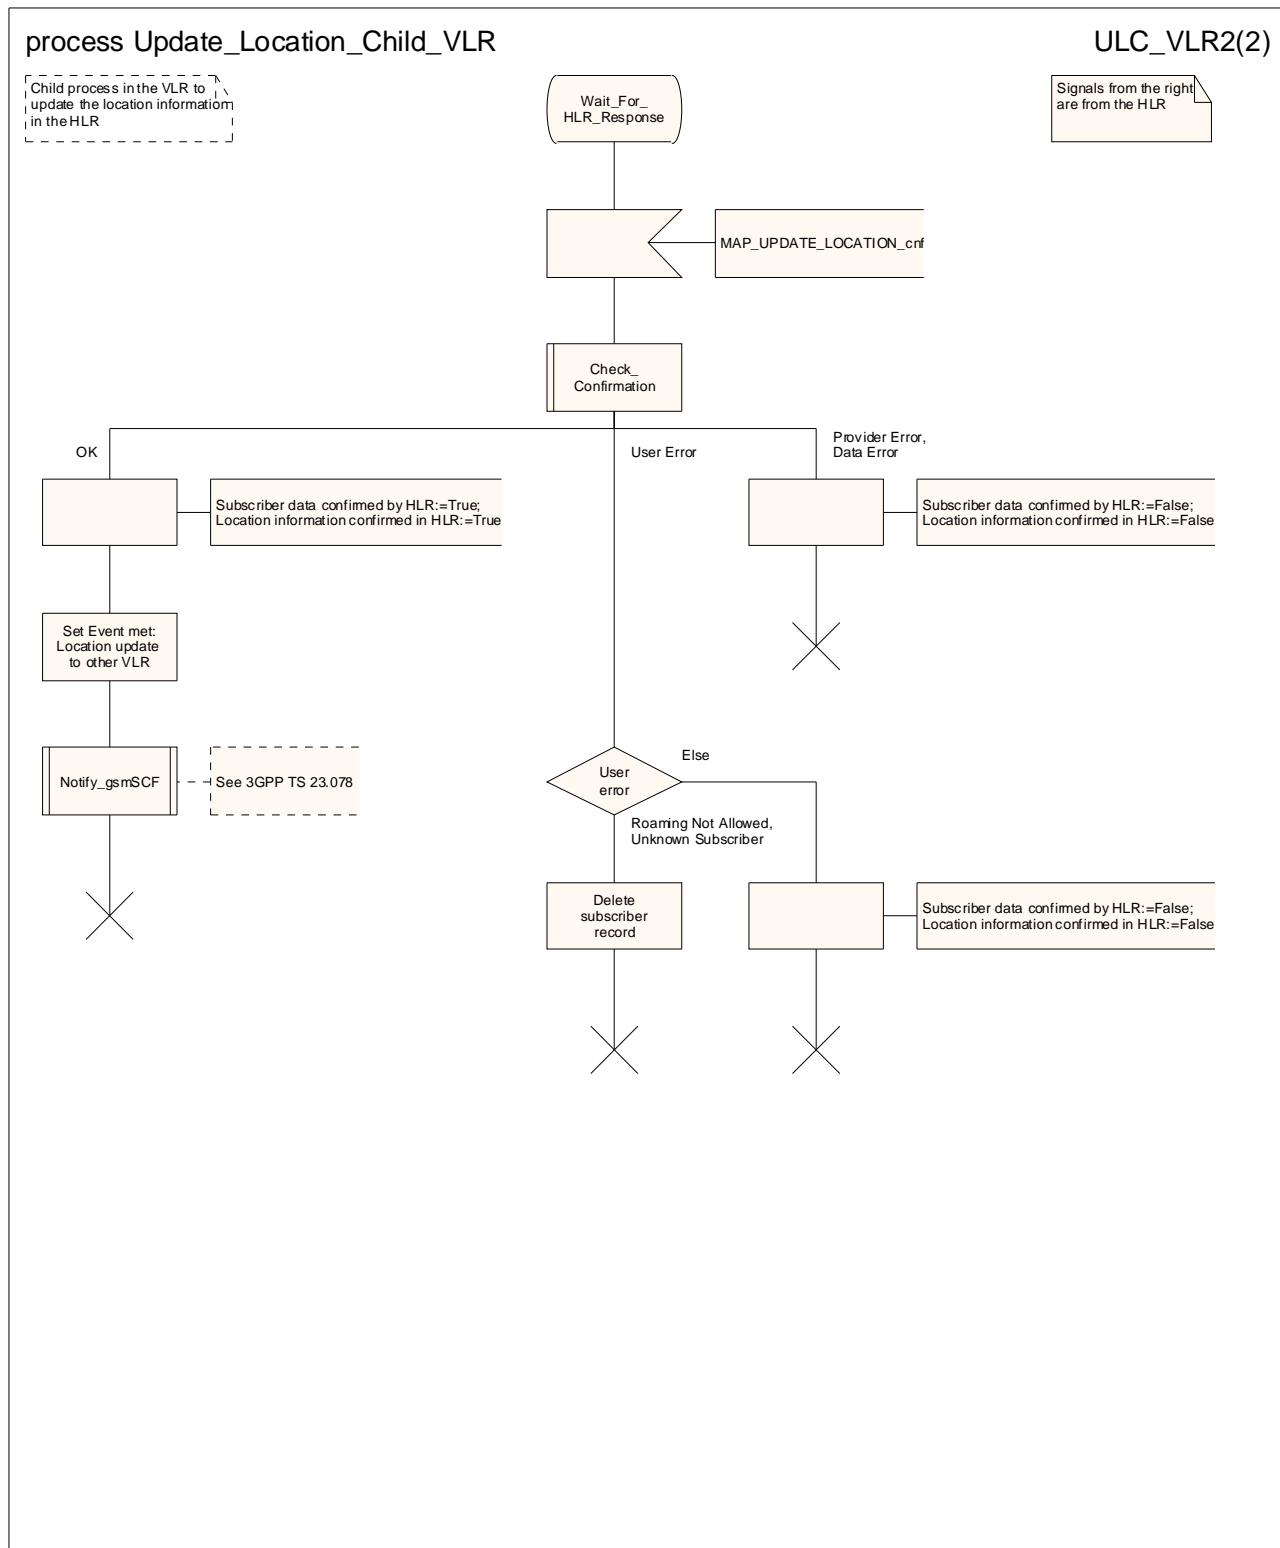 process Update_Location_Child_VLR
ULC_VLR2(2)
Child process in the VLR to
update the location information
in the HLR
Wait_For_
HLR_Response
Signals from the right
are from the HLR
MAP_UPDATE_LOCATION_cnf
Check_
Confirmation
OK
User Error
Provider Error,
Data Error
Subscriber data confirmed by HLR:=True;
Location information confirmed in HLR:=True
Subscriber data confirmed by HLR:=False;
Location information confirmed in HLR:=False
Set Event met:
Location update
to other VLR
Notify_gsmSCF
See 3GPP TS 23.078
User
error
Else
Roaming Not Allowed,
Unknown Subscriber
Delete
subscriber
record
Subscriber data confirmed by HLR:=False;
Location information confirmed in HLR:=False